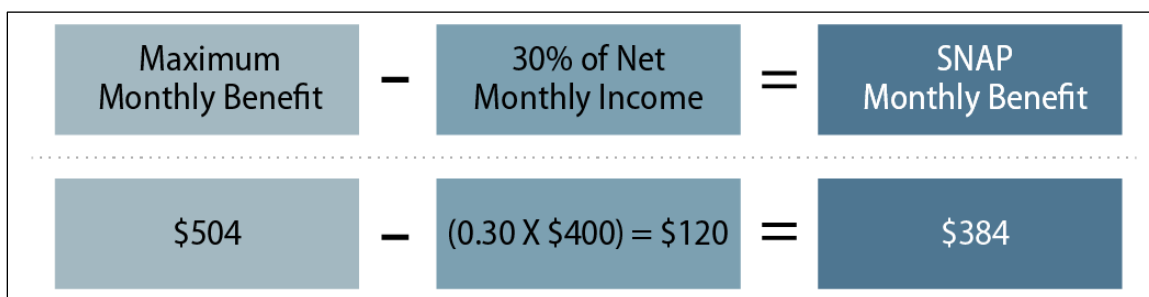 Maximum
Monthly Benefit
–
30% of Net
Monthly Income
=
SNAP
Monthly Benefit
$504
–
(0.30 X $400) = $120
=
$384